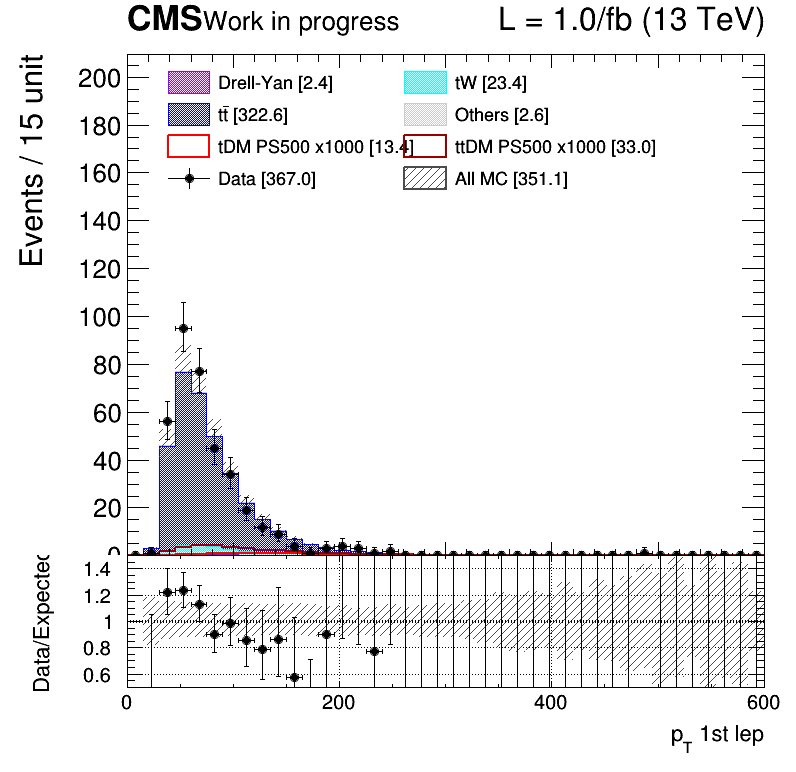 CMS Work in progress L = 1.0/fb (13 TeV)
Events / 15 unit
Drell-Yan [2.4] tW [23.4]
tt̄ [322.6] Others [2.6]
tDM PS500 x1000 [13.4] ttDM PS500 x1000 [33.0]
Data [367.0] All MC [351.1]
200
180
160
140
120
100
80
60
40
20
0
Data/Expected
1.4
1.2
1
0.8
0.6
0 200 400 600
p_T 1st lep